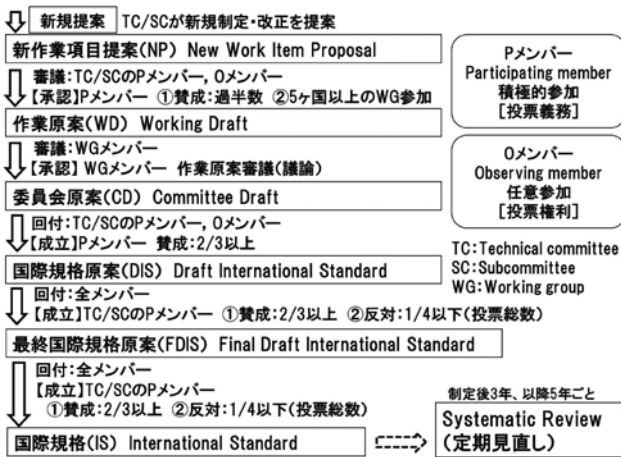 新規提案 TC/SCが新規制定・改正を提案
新作業項目提案(NP) New Work Item Proposal
審議:TC/SCのPメンバー, Oメンバー
【承認】Pメンバー ①賛成:過半数 ②5ヶ国以上のWG参加
作業原案(WD) Working Draft
審議:WGメンバー
【承認】 WGメンバー 作業原案審議(議論)
委員会原案(CD) Committee Draft
回付:TC/SCのPメンバー, Oメンバー
【成立】Pメンバー 賛成:2/3以上
国際規格原案(DIS) Draft International Standard
回付:全メンバー
【成立】TC/SCのPメンバー ①賛成:2/3以上 ②反対:1/4以下(投票総数)
最終国際規格原案(FDIS) Final Draft International Standard
回付:全メンバー
【成立】TC/SCのPメンバー
①賛成:2/3以上 ②反対:1/4以下(投票総数)
国際規格(IS) International Standard
Pメンバー
Participating member
積極的参加
[投票義務]
Oメンバー
Observing member
任意参加
[投票権利]
TC:Technical committee
SC:Subcommittee
WG:Working group
制定後3年、以降5年ごと
Systematic Review
(定期見直し)